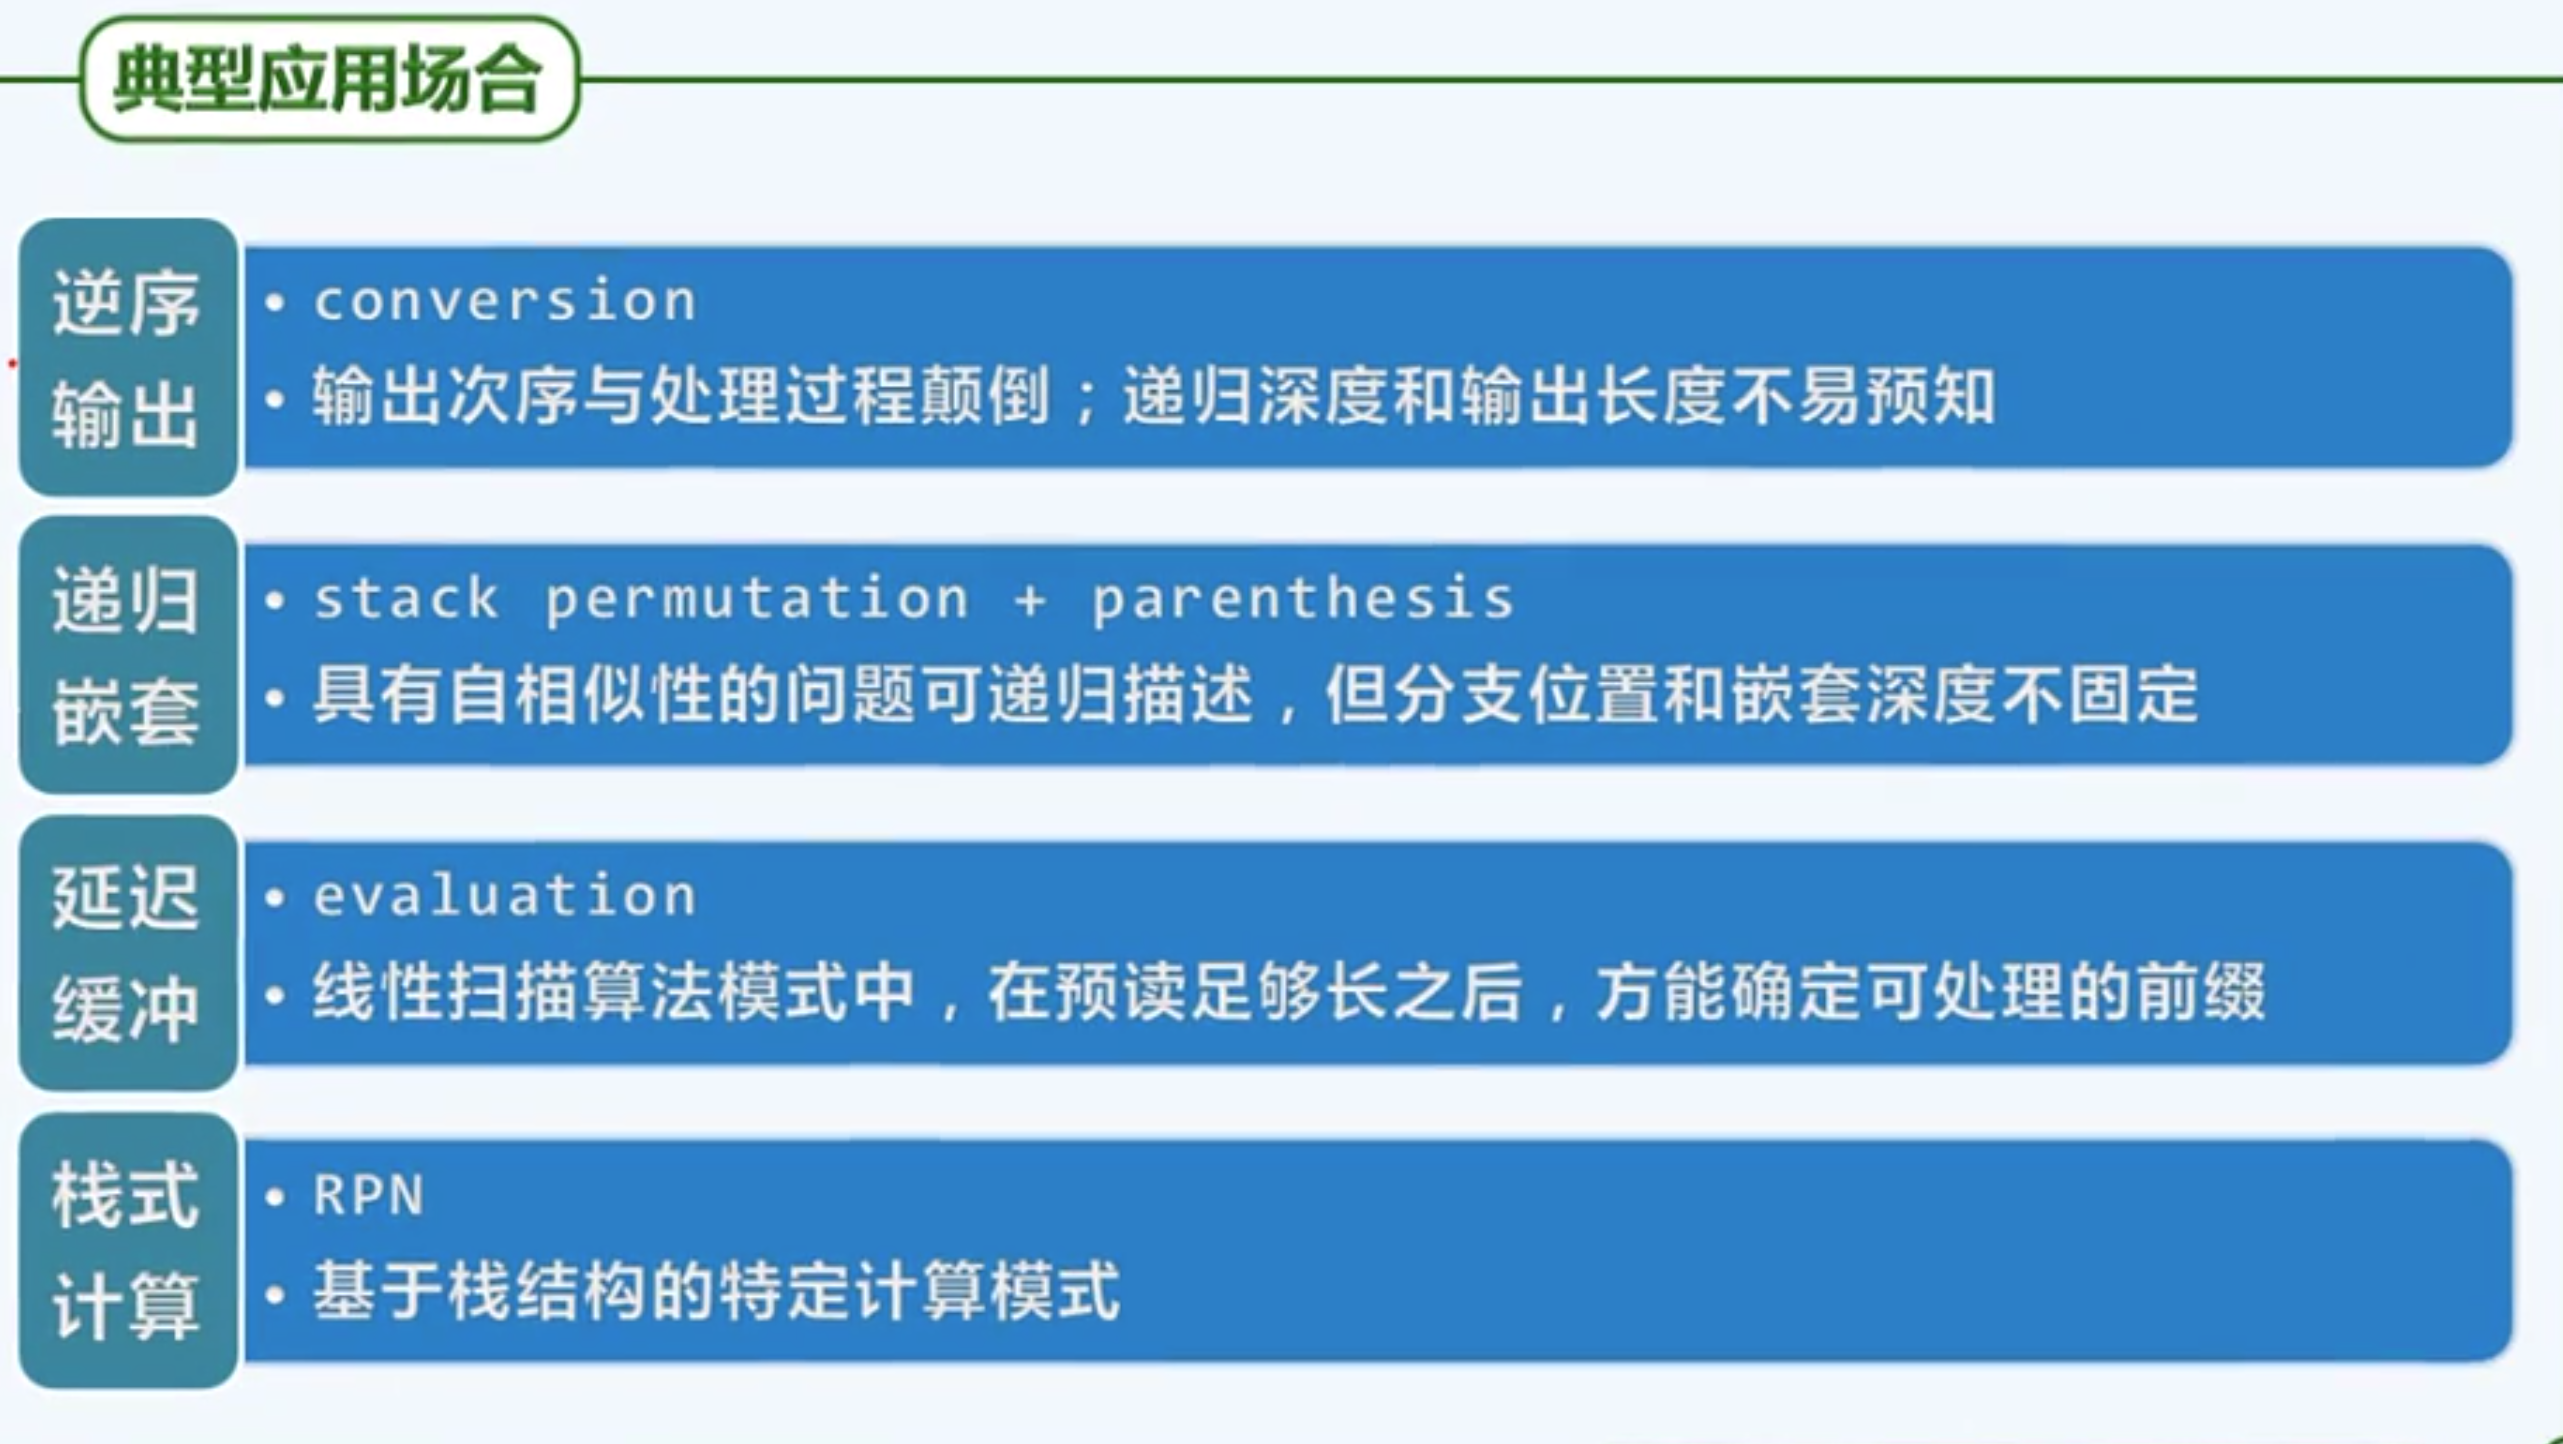 典型应用场合
逆序
输出
• conversion
• 输出次序与处理过程颠倒；递归深度和输出长度不易预知
递归
嵌套
• stack permutation + parenthesis
• 具有自相似性的问题可递归描述，但分支位置和嵌套深度不固定
延迟
缓冲
• evaluation
• 线性扫描算法模式中，在预读足够长之后，方能确定可处理的前缀
栈式
计算
• RPN
• 基于栈结构的特定计算模式